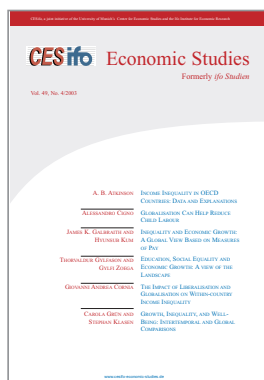 CESifo, a joint initiative of the University of Munich's Center for Economic Studies and the Ifo Institute for Economic Research
CESifo Economic Studies
Formerly ifo Studien
Vol. 49, No. 4/2003
A. B. ATKINSON INCOME INEQUALITY IN OECD
COUNTRIES: DATA AND EXPLANATIONS
ALESSANDRO CIGNO GLOBALISATION CAN HELP REDUCE
CHILD LABOUR
JAMES K. GALBRAITH AND INEQUALITY AND ECONOMIC GROWTH:
HYUNSUB KUM A GLOBAL VIEW BASED ON MEASURES
OF PAY
THORVALDUR GYLFASON AND EDUCATION, SOCIAL EQUALITY AND
GYLFI ZOEGA ECONOMIC GROWTH: A VIEW OF THE
LANDSCAPE
GIOVANNI ANDREA CORNIA THE IMPACT OF LIBERALISATION AND
GLOBALISATION ON WITHIN-COUNTRY
INCOME INEQUALITY
CAROLA GRÜN AND GROWTH, INEQUALITY, AND WELL-
STEPHAN KLASEN BEING: INTERTEMPORAL AND GLOBAL
COMPARISONS
www.cesifo-economic-studies.de